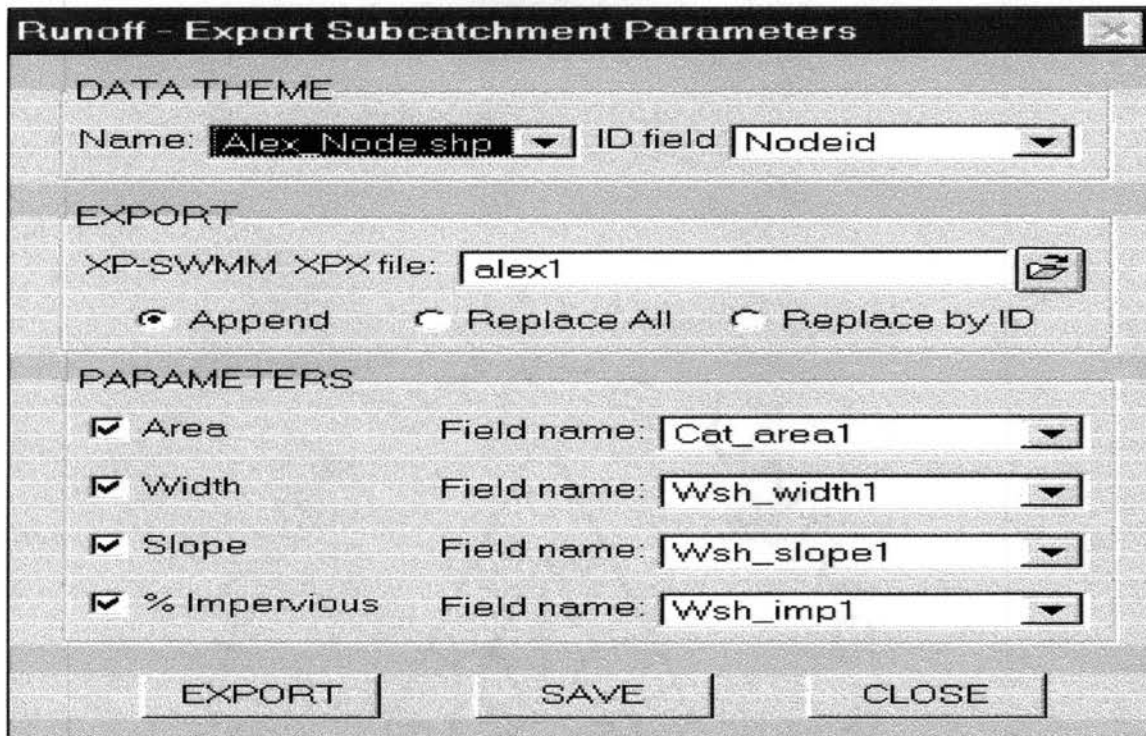 Runoff - Export Subcatchment Parameters
DATA THEME
Name: Alex_Node.shp ID field Nodeid
EXPORT
XP-SWMM XPX file: alex1
Append Replace All Replace by ID
PARAMETERS
Area Field name: Cat_area1
Width Field name: Wsh_width1
Slope Field name: Wsh_slope1
% Impervious Field name: Wsh_imp1
EXPORT SAVE CLOSE